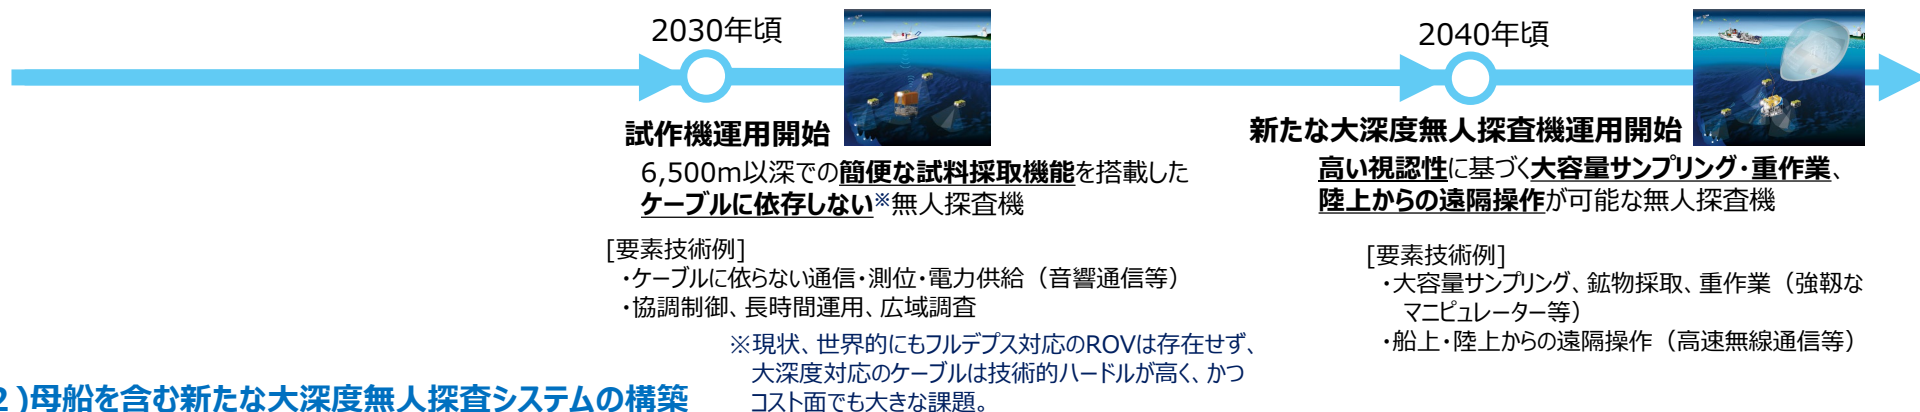 2030年頃
試作機運用開始
6,500m以深での簡便な試料採取機能を搭載した
ケーブルに依存しない※無人探査機
[要素技術例]
・ケーブルに依らない通信・測位・電力供給（音響通信等）
・協調制御、長時間運用、広域調査
※現状、世界的にもフルデプス対応のROVは存在せず、
大深度対応のケーブルは技術的ハードルが高く、かつ
コスト面でも大きな課題。
2040年頃
新たな大深度無人探査機運用開始
高い視認性に基づく大容量サンプリング・重作業、
陸上からの遠隔操作が可能な無人探査機
[要素技術例]
・大容量サンプリング、鉱物採取、重作業（強靱な
マニピュレーター等）
・船上・陸上からの遠隔操作（高速無線通信等）
2)母船を含む新たな大深度無人探査システムの構築